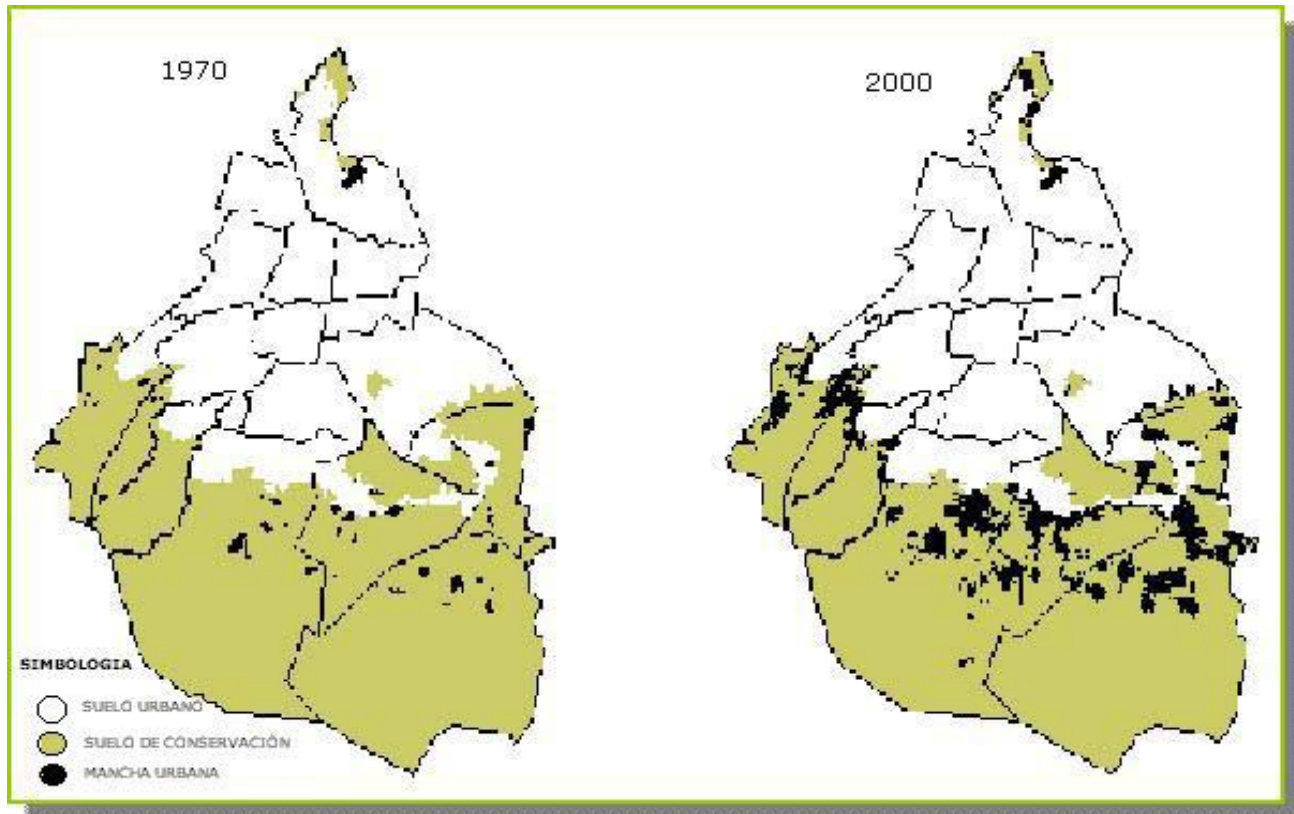 1970
2000
SIMBOLOGIA
SUELO URBANO
SUELO DE CONSERVACIÓN
MANCHA URBANA